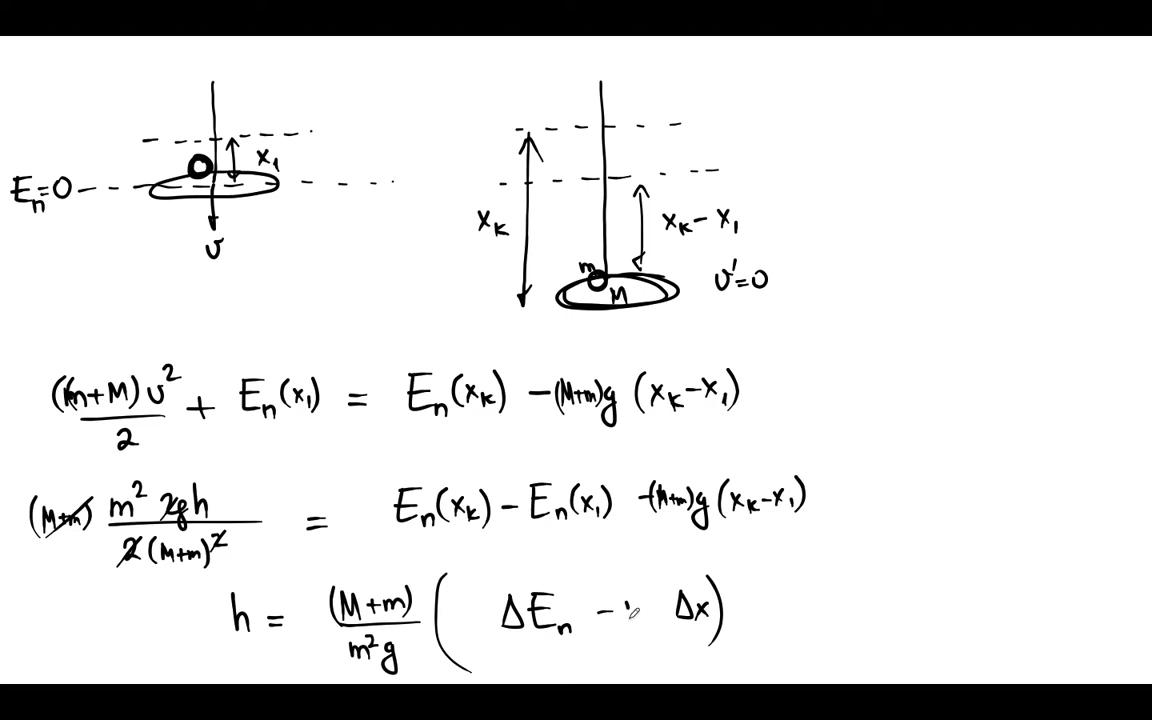 x₁
Eₙ=0
v
xₖ
xₖ − x₁
m
M
v'=0
(m+M)v²/2 + Eₙ(x₁) = Eₙ(xₖ) −(M+m)g (xₖ−x₁)
(M+m) m² 2gh / 2(M+m)² = Eₙ(xₖ) − Eₙ(x₁) −(M+m)g(xₖ−x₁)
h = (M+m)/m²g ( ΔEₙ − Δx)